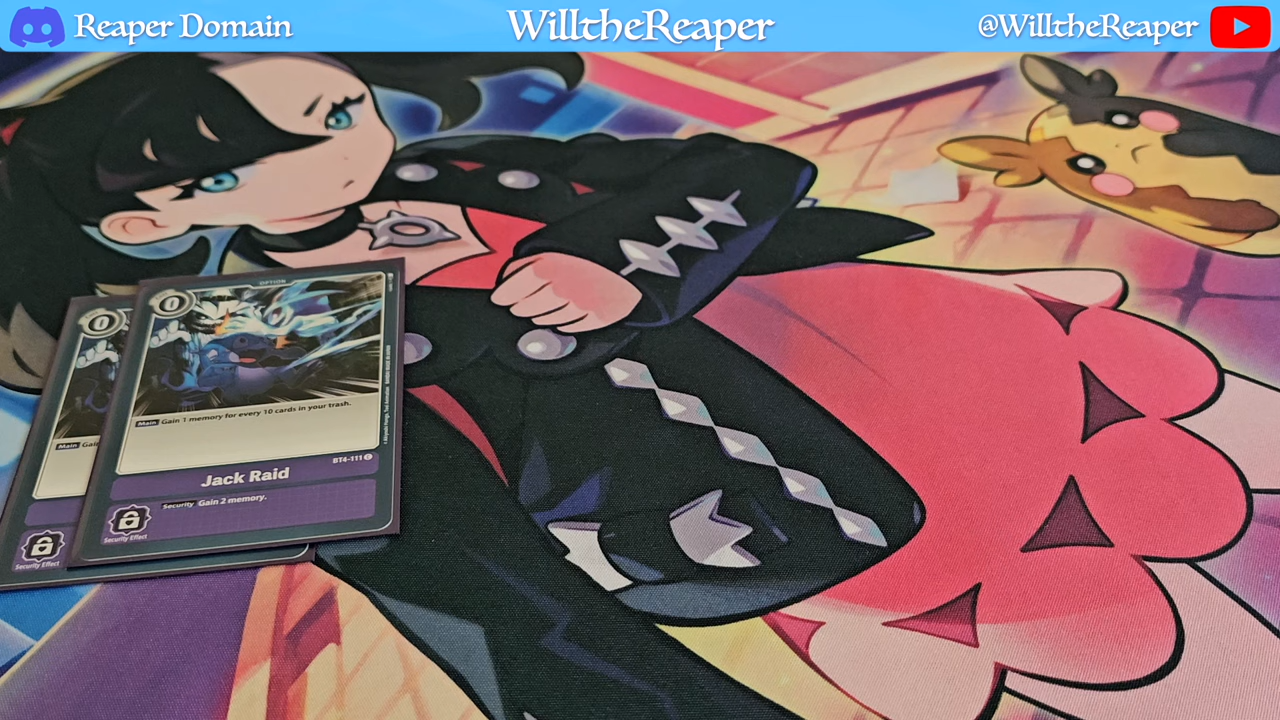 Reaper Domain
WilltheReaper
@WilltheReaper
0
OPTION
Main Gain 1 memory for every 10 cards in your trash.
BT4-111 C
Jack Raid
Security Gain 2 memory.
Security Effect
0
Main Gai
Security Effect